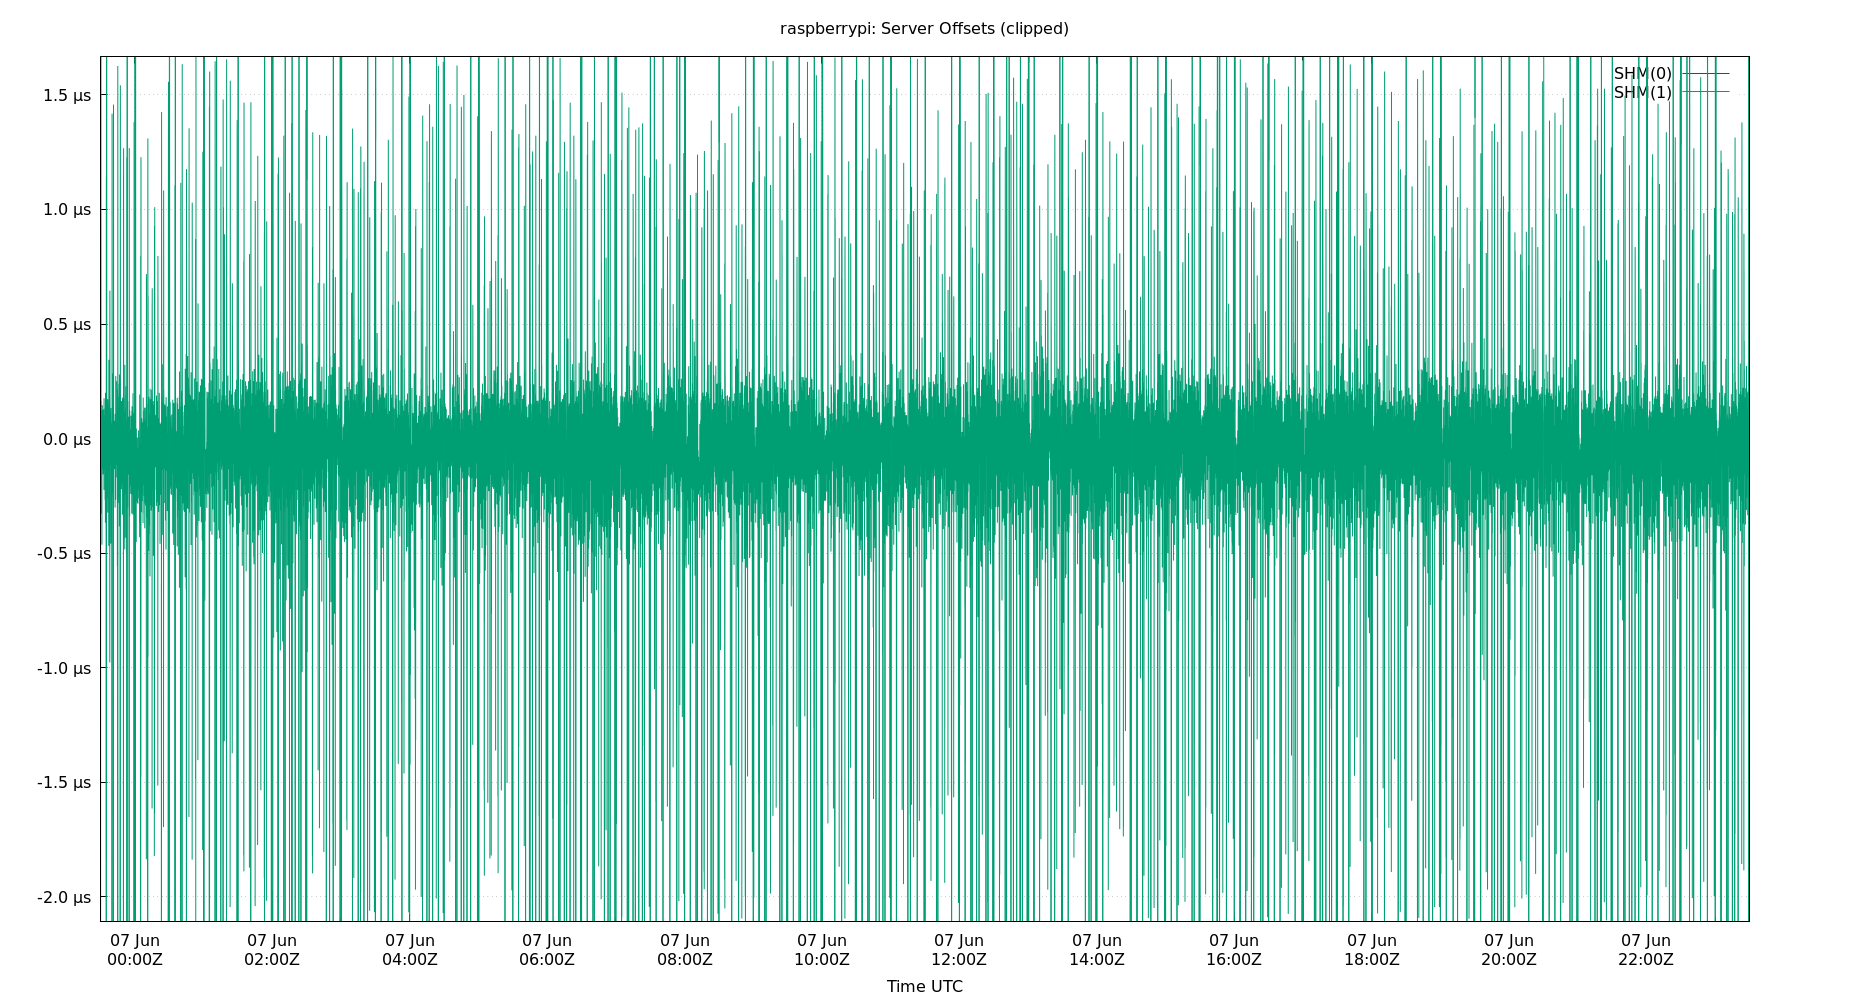 raspberrypi: Server Offsets (clipped)
SHM(0)
SHM(1)
1.5 µs
1.0 µs
0.5 µs
0.0 µs
-0.5 µs
-1.0 µs
-1.5 µs
-2.0 µs
07 Jun 07 Jun 07 Jun 07 Jun 07 Jun 07 Jun 07 Jun 07 Jun 07 Jun 07 Jun 07 Jun 07 Jun
00:00Z 02:00Z 04:00Z 06:00Z 08:00Z 10:00Z 12:00Z 14:00Z 16:00Z 18:00Z 20:00Z 22:00Z
Time UTC